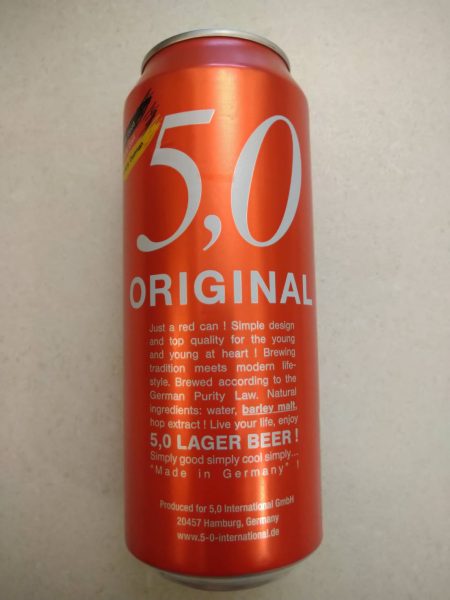 5,0
ORIGINAL
Just a red can ! Simple design
and top quality for the young
and young at heart ! Brewing
tradition meets modern life-
style. Brewed according to the
German Purity Law. Natural
ingredients: water, barley malt,
hop extract ! Live your life, enjoy
5,0 LAGER BEER !
Simply good simply cool simply...
"Made in Germany" !
Produced for 5,0 International GmbH
20457 Hamburg, Germany
www.5-0-international.de